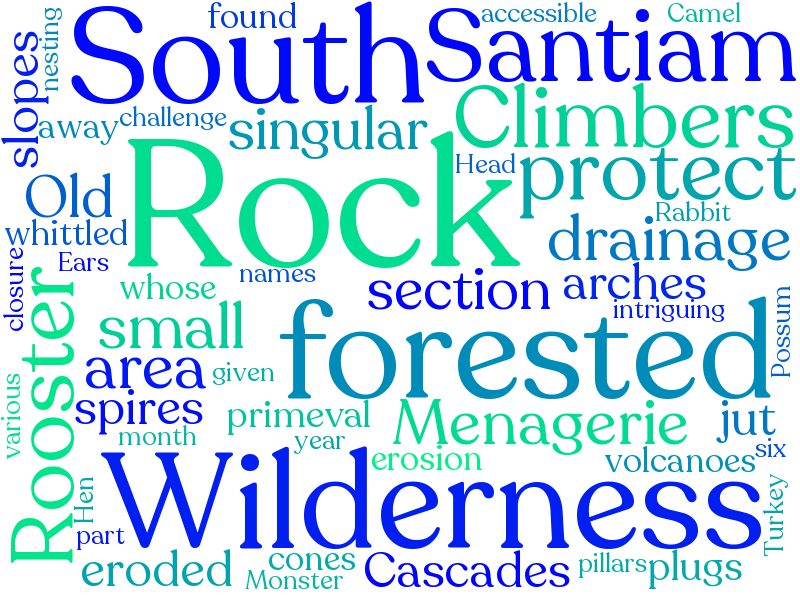 found
accessible
Camel
South
Santiam
nesting
slopes
away
challenge
singular
Climbers
Rock
Head
protect
Old
Rabbit
whittled
drainage
Ears
names
closure
whose
section
arches
intriguing
Rooster
small
forested
Possum
area
given
various
spires
primeval
Menagerie
jut
month
year
erosion
volcanoes
six
Wilderness
Hen
Turkey
part
eroded
cones
Monster
Cascades
pillars
plugs